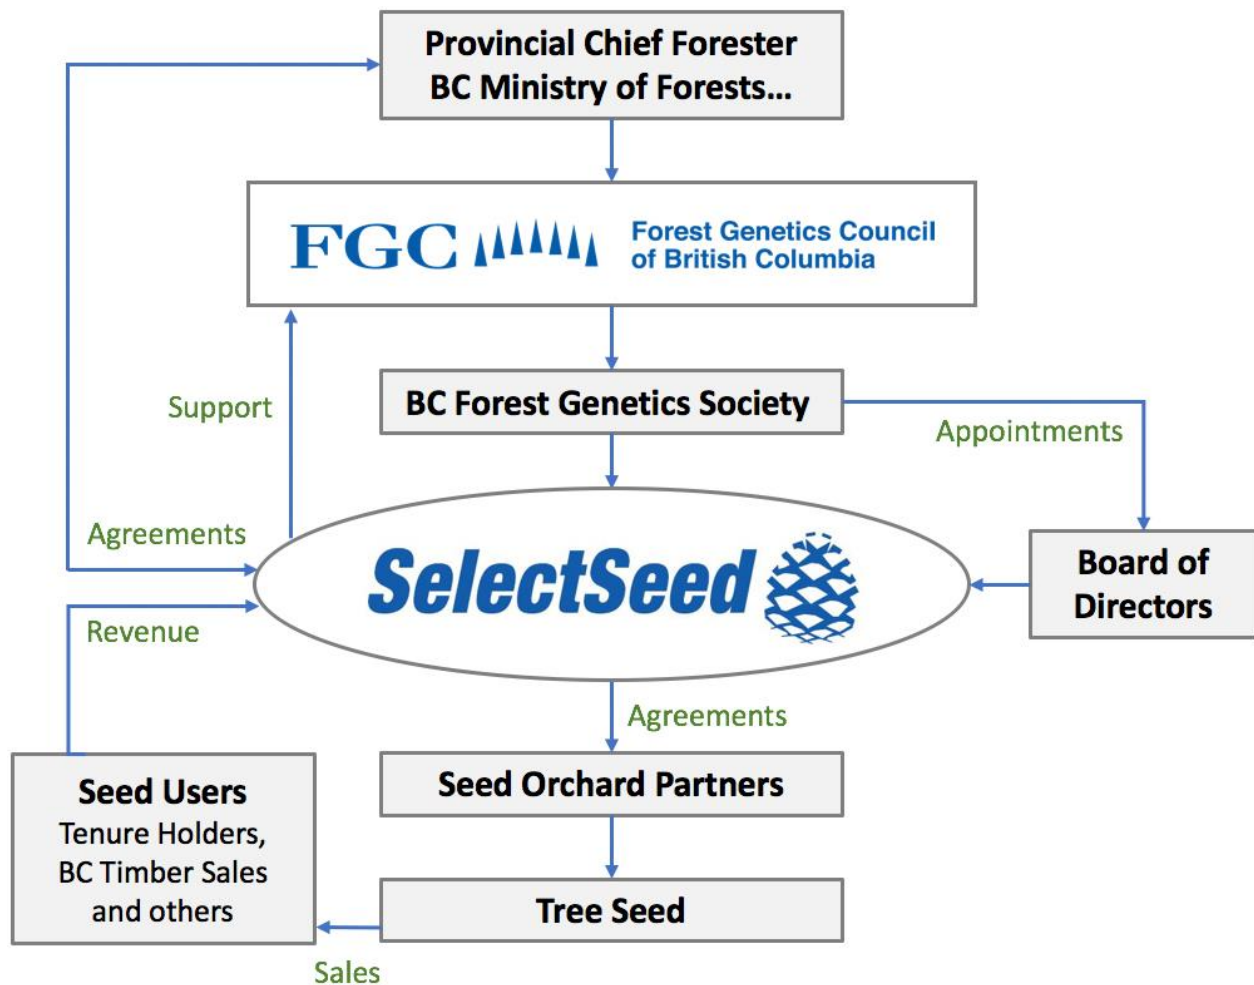 Provincial Chief Forester
BC Ministry of Forests...
FGC
Forest Genetics Council
of British Columbia
Support
BC Forest Genetics Society
Appointments
Agreements
SelectSeed
Board of
Directors
Revenue
Agreements
Seed Users
Tenure Holders,
BC Timber Sales
and others
Seed Orchard Partners
Tree Seed
Sales